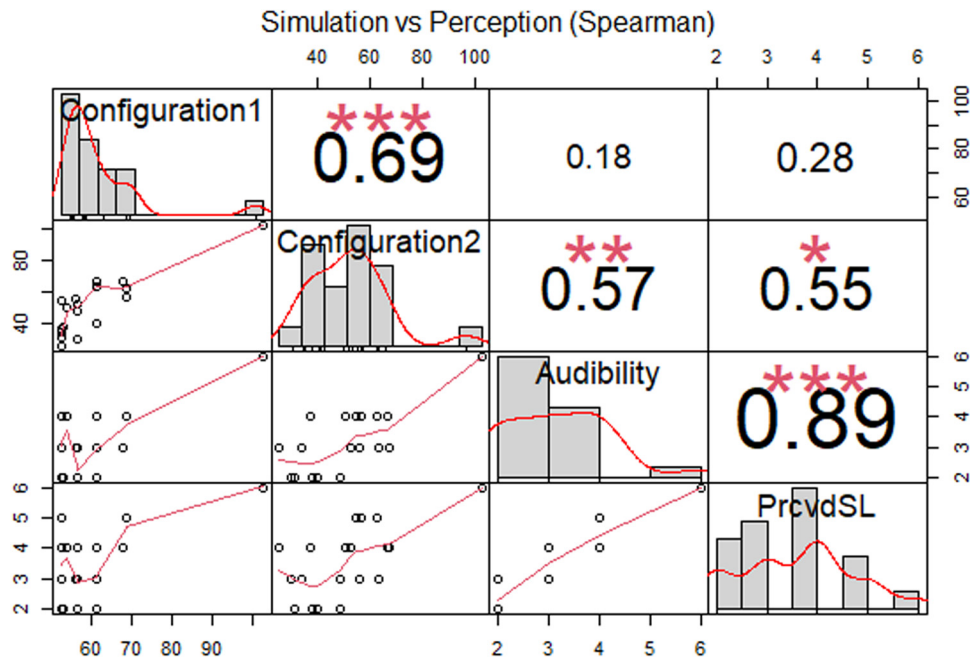 Simulation vs Perception (Spearman)
40 60 80 100
2 3 4 5 6
Configuration1
***
0.69
0.18
0.28
60 80 100
Configuration2
**
0.57
*
0.55
40 80
Audibility
***
0.89
2 3 4 5 6
PrcvdSL
2 3 4 5 6
60 70 80 90
2 3 4 5 6